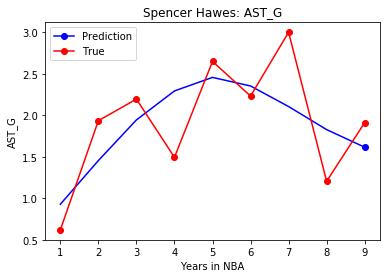 Spencer Hawes: AST_G
Prediction
True
AST_G
3.0
2.5
2.0
1.5
1.0
0.5
1 2 3 4 5 6 7 8 9
Years in NBA